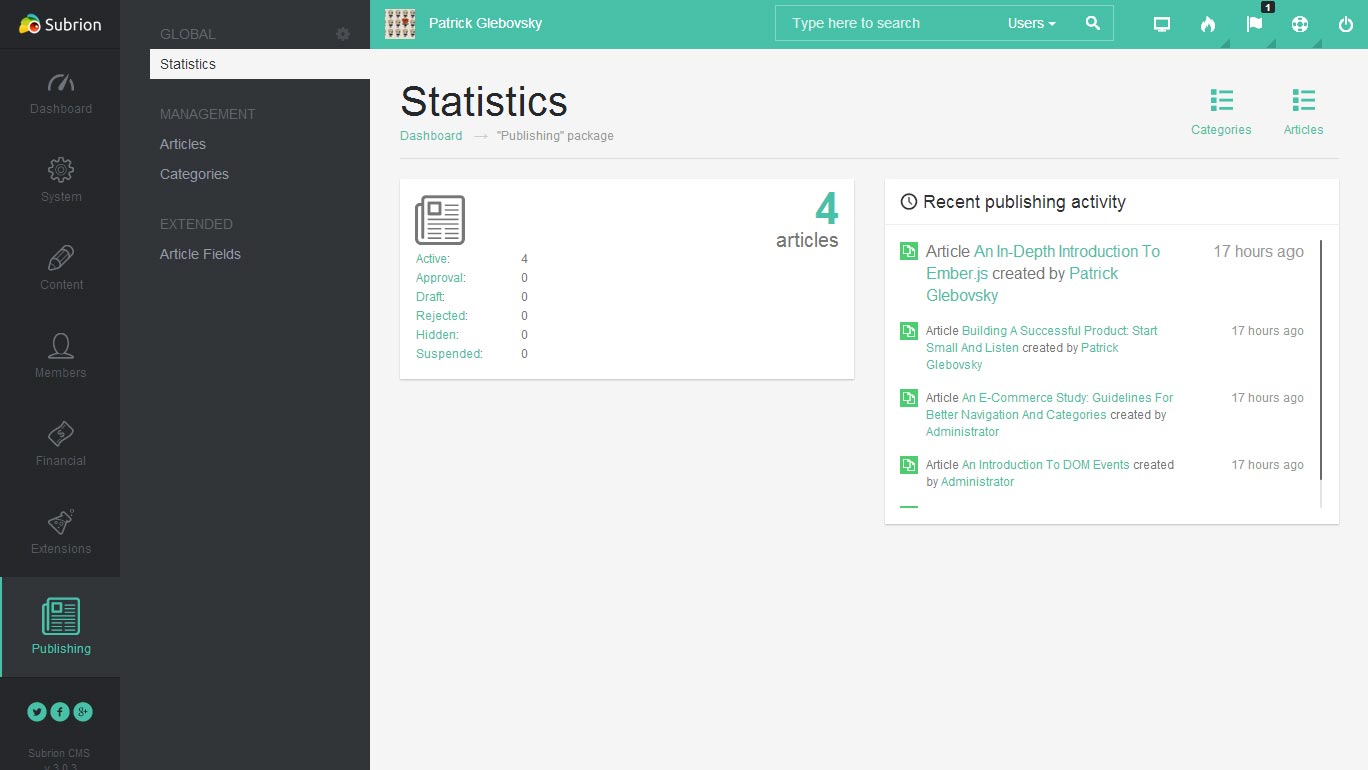 Subrion
Dashboard
System
Content
Members
Financial
Extensions
Publishing
Subrion CMS
v 3.0.3
GLOBAL
Statistics
MANAGEMENT
Articles
Categories
EXTENDED
Article Fields
Patrick Glebovsky
Type here to search
Users
1
Statistics
Dashboard → "Publishing" package
Categories
Articles
4
articles
Active: 4
Approval: 0
Draft: 0
Rejected: 0
Hidden: 0
Suspended: 0
Recent publishing activity
Article An In-Depth Introduction To 17 hours ago
Ember.js created by Patrick
Glebovsky
Article Building A Successful Product: Start 17 hours ago
Small And Listen created by Patrick
Glebovsky
Article An E-Commerce Study: Guidelines For 17 hours ago
Better Navigation And Categories created by
Administrator
Article An Introduction To DOM Events created 17 hours ago
by Administrator